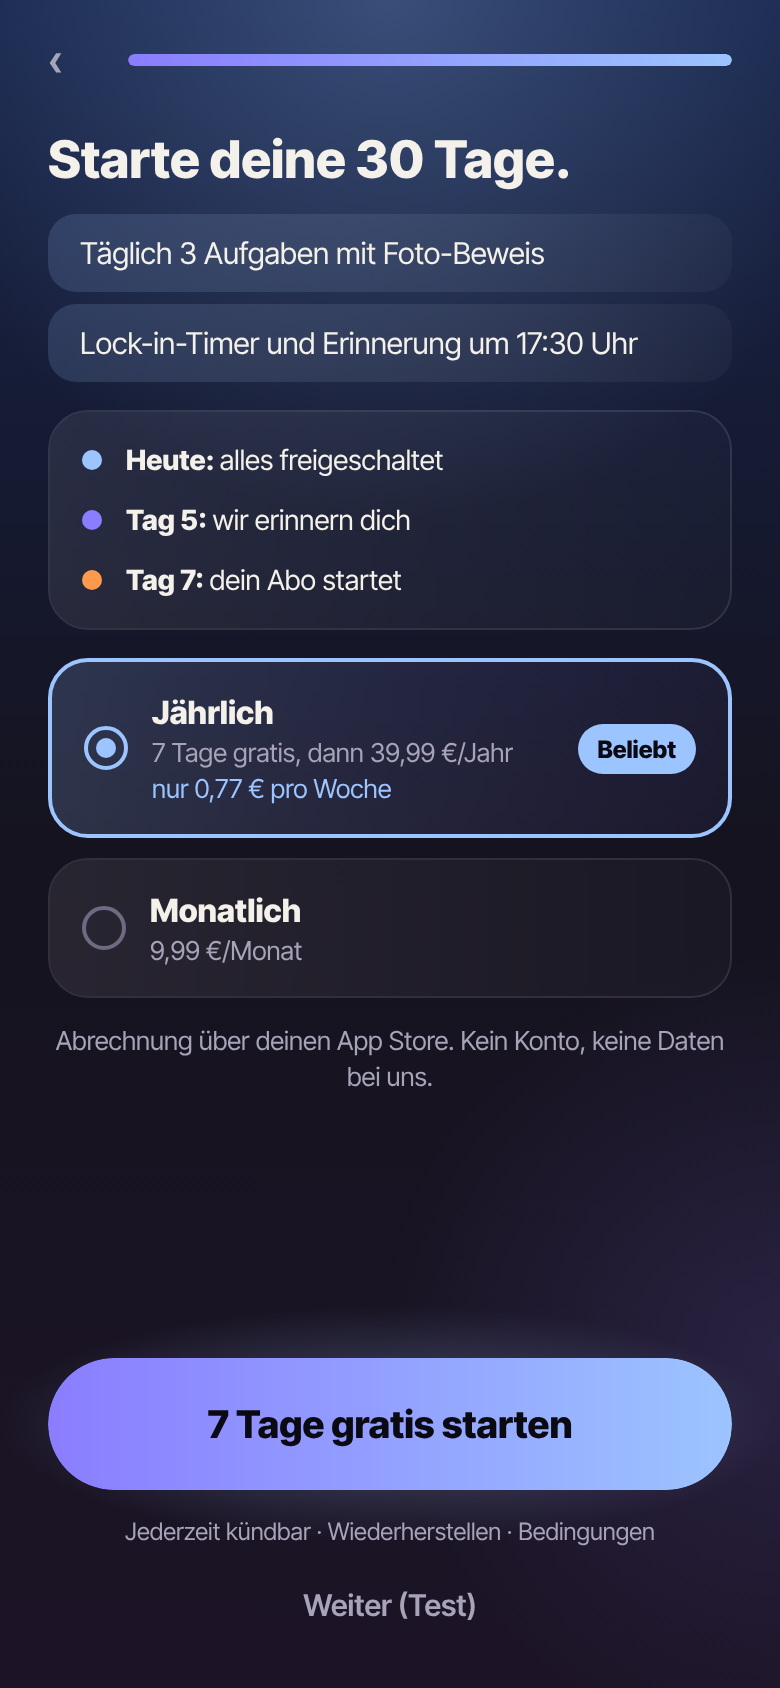 Starte deine 30 Tage.
Täglich 3 Aufgaben mit Foto-Beweis
Lock-in-Timer und Erinnerung um 17:30 Uhr
Heute: alles freigeschaltet
Tag 5: wir erinnern dich
Tag 7: dein Abo startet
Jährlich
7 Tage gratis, dann 39,99 €/Jahr
nur 0,77 € pro Woche
Beliebt
Monatlich
9,99 €/Monat
Abrechnung über deinen App Store. Kein Konto, keine Daten
bei uns.
7 Tage gratis starten
Jederzeit kündbar · Wiederherstellen · Bedingungen
Weiter (Test)